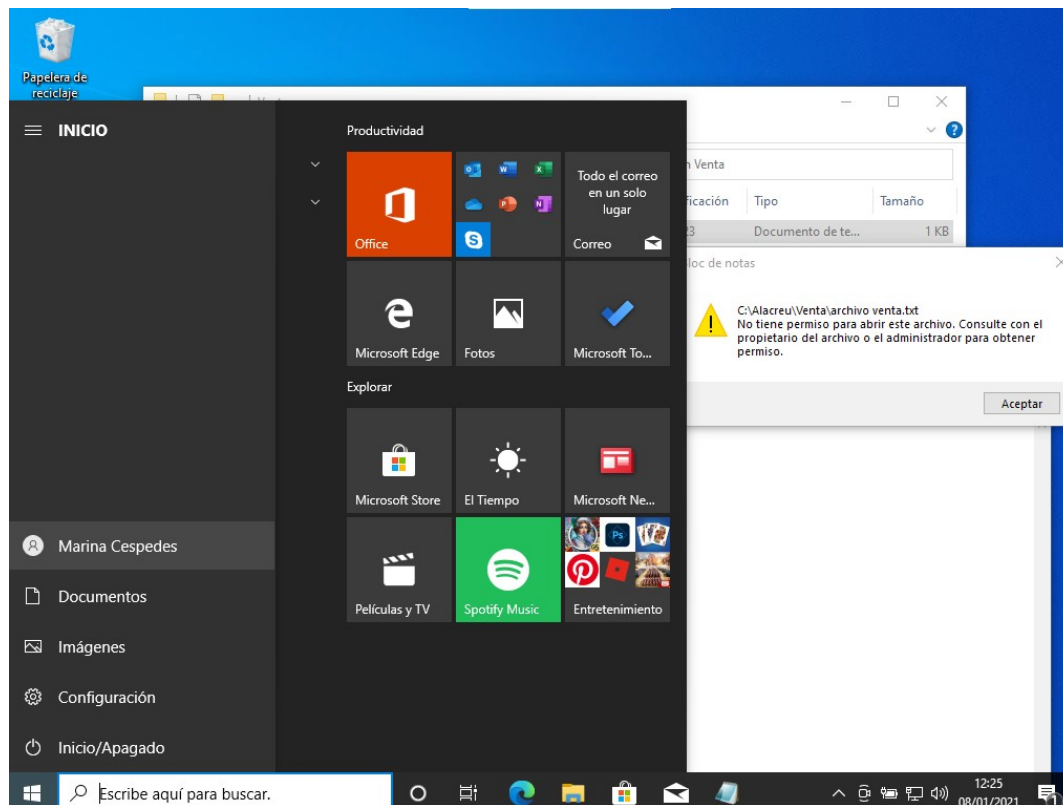 Papelera de
reciclaje
INICIO
Productividad
Office
Todo el correo
en un solo
lugar
Correo
Microsoft Edge
Fotos
Microsoft To...
Explorar
Microsoft Store
El Tiempo
Microsoft Ne...
Películas y TV
Spotify Music
Entretenimiento
Marina Cespedes
Documentos
Imágenes
Configuración
Inicio/Apagado
Venta
ficación
Tipo
Tamaño
Documento de te...
1 KB
loc de notas
C:\Alacreu\Venta\archivo venta.txt
No tiene permiso para abrir este archivo. Consulte con el
propietario del archivo o el administrador para obtener
permiso.
Aceptar
Escribe aquí para buscar.
12:25
08/01/2021